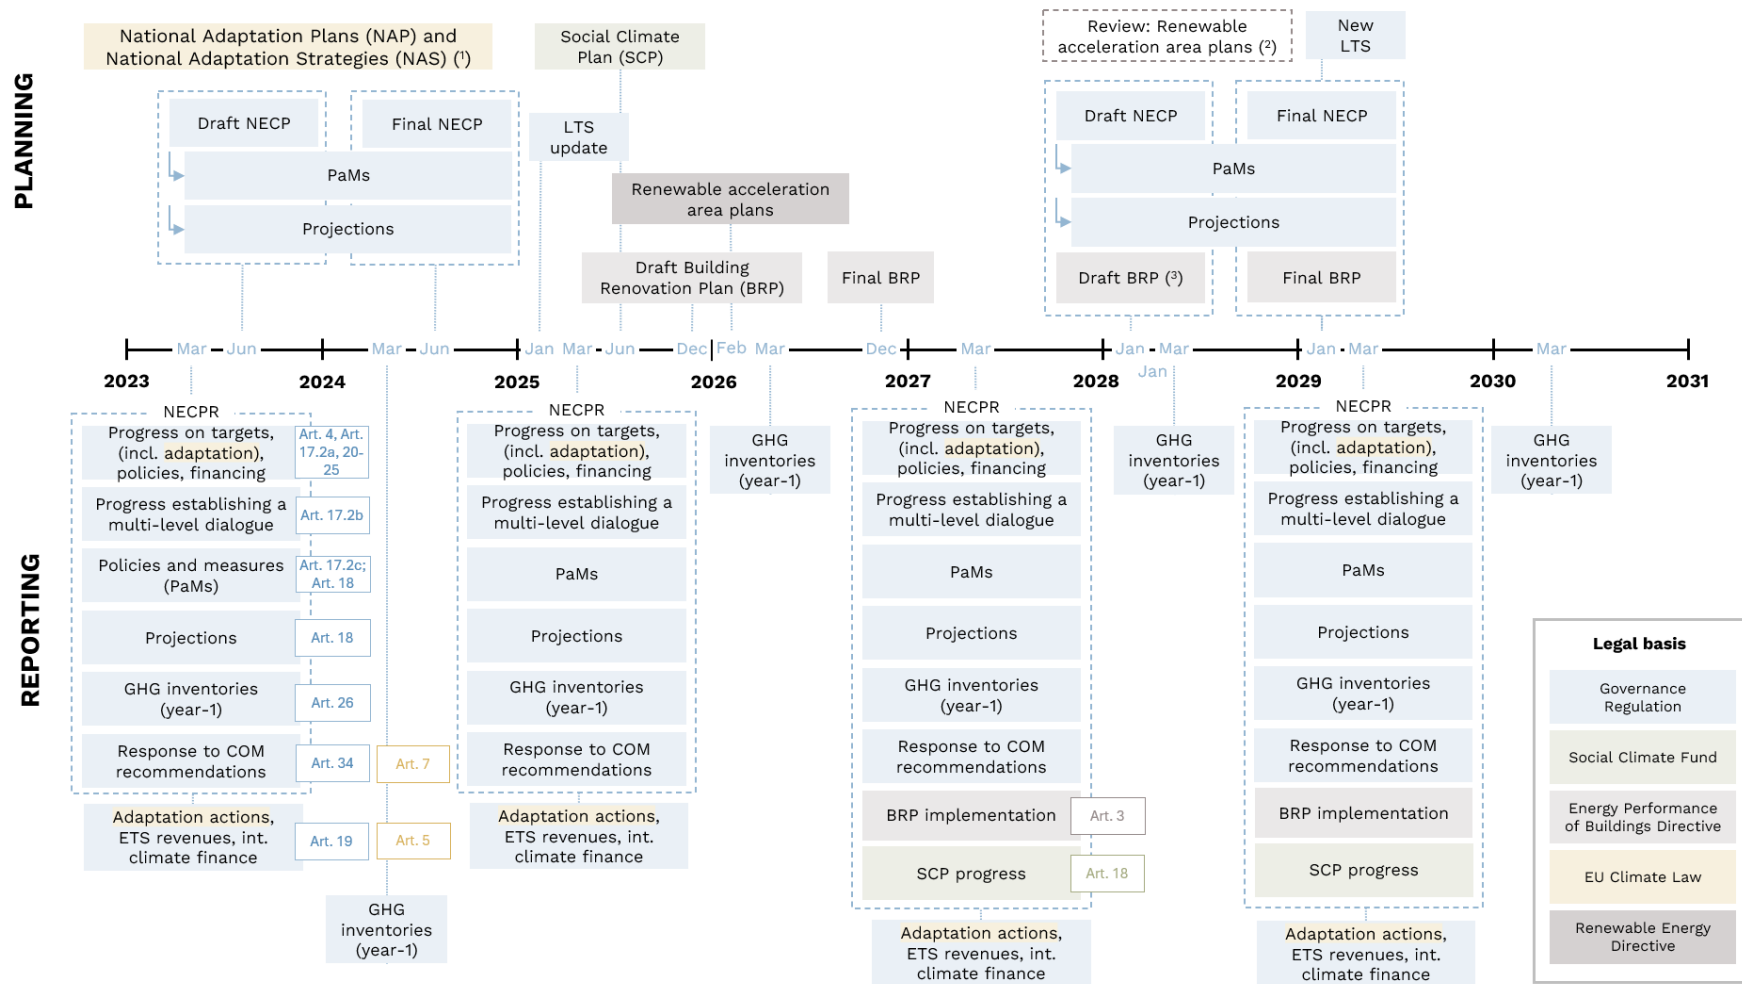 PLANNING
National Adaptation Plans (NAP) and
National Adaptation Strategies (NAS) (1)
Social Climate
Plan (SCP)
Review: Renewable
acceleration area plans (2)
New
LTS
Draft NECP
Final NECP
PaMs
Projections
LTS
update
Renewable acceleration
area plans
Draft Building
Renovation Plan (BRP)
Final BRP
Draft NECP
Final NECP
PaMs
Projections
Draft BRP (3)
Final BRP
Mar
Jun
Mar
Jun
Jan
Mar
Jun
Dec
Feb
Mar
Dec
Mar
Jan
Mar
Jan
Jan
Mar
Mar
2023
2024
2025
2026
2027
2028
2029
2030
2031
REPORTING
NECPR
Progress on targets,
(incl. adaptation),
policies, financing
Art. 4, Art.
17.2a, 20-
25
Progress establishing a
multi-level dialogue
Art. 17.2b
Policies and measures
(PaMs)
Art. 17.2c;
Art. 18
Projections
Art. 18
GHG inventories
(year-1)
Art. 26
Response to COM
recommendations
Art. 34
Art. 7
Adaptation actions,
ETS revenues, int.
climate finance
Art. 19
Art. 5
GHG
inventories
(year-1)
NECPR
Progress on targets,
(incl. adaptation),
policies, financing
Progress establishing a
multi-level dialogue
PaMs
Projections
GHG inventories
(year-1)
Response to COM
recommendations
Adaptation actions,
ETS revenues, int.
climate finance
GHG
inventories
(year-1)
NECPR
Progress on targets,
(incl. adaptation),
policies, financing
Progress establishing a
multi-level dialogue
PaMs
Projections
GHG inventories
(year-1)
Response to COM
recommendations
BRP implementation
Art. 3
SCP progress
Art. 18
Adaptation actions,
ETS revenues, int.
climate finance
GHG
inventories
(year-1)
NECPR
Progress on targets,
(incl. adaptation),
policies, financing
Progress establishing a
multi-level dialogue
PaMs
Projections
GHG inventories
(year-1)
Response to COM
recommendations
BRP implementation
SCP progress
Adaptation actions,
ETS revenues, int.
climate finance
GHG
inventories
(year-1)
Legal basis
Governance
Regulation
Social Climate Fund
Energy Performance
of Buildings Directive
EU Climate Law
Renewable Energy
Directive